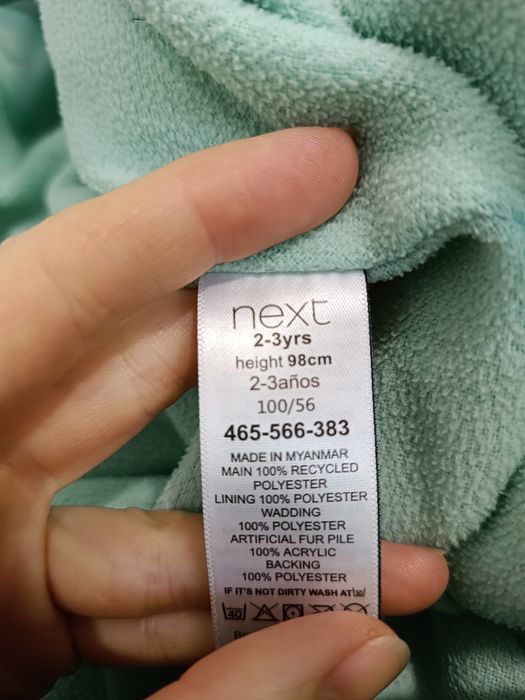 next
2-3yrs
height 98cm
2-3años
100/56
465-566-383
MADE IN MYANMAR
MAIN 100% RECYCLED
POLYESTER
LINING 100% POLYESTER
WADDING
100% POLYESTER
ARTIFICIAL FUR PILE
100% ACRYLIC
BACKING
100% POLYESTER
IF IT'S NOT DIRTY WASH AT 30
40